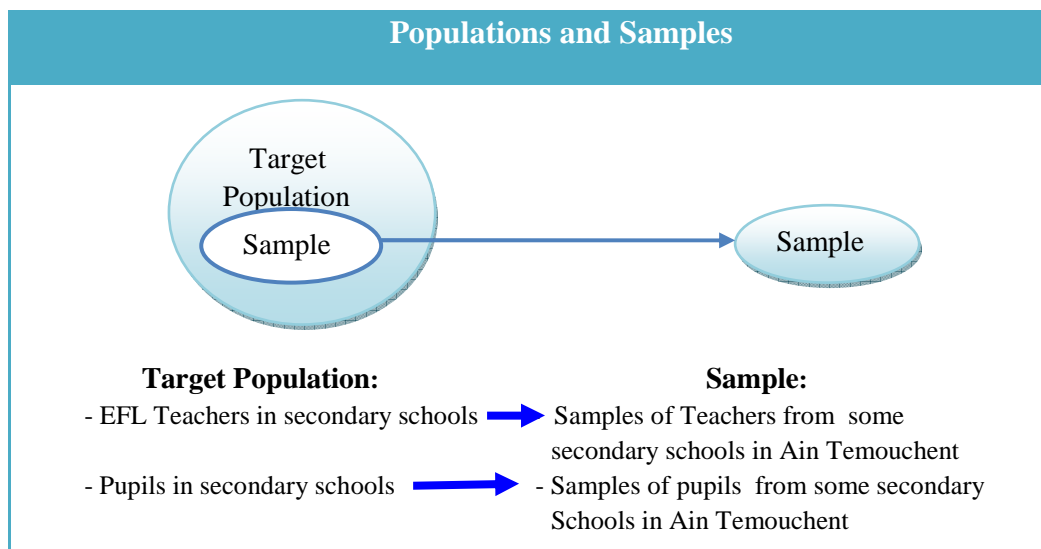 Populations and Samples
Target
Population
Sample
Sample
Target Population:
Sample:
- EFL Teachers in secondary schools
Samples of Teachers from some
secondary schools in Ain Temouchent
- Pupils in secondary schools
- Samples of pupils from some secondary
Schools in Ain Temouchent